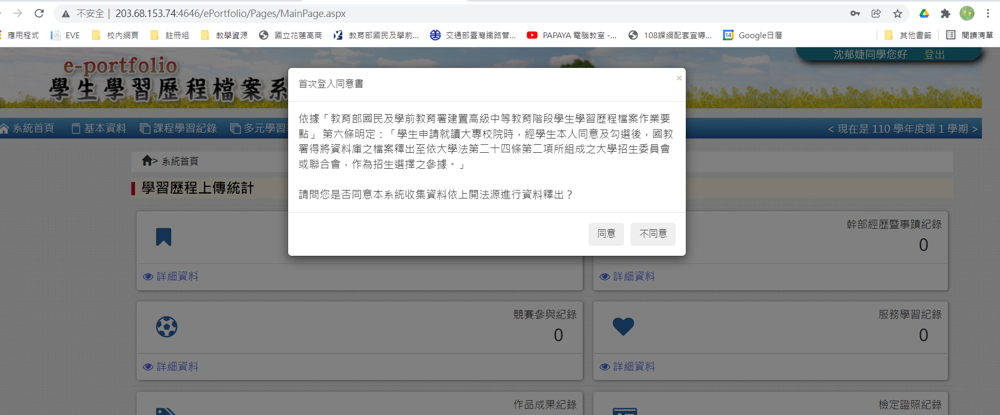 不安全 203.68.153.74:4646/ePortfolio/Pages/MainPage.aspx
應用程式 EVE 校內網頁 註冊組 教學資源 國立花蓮高商 教育部國民及學前... 交通部臺灣鐵路管... PAPAYA 電腦教室 -... 108課綱配套宣導... 14 Google日曆 其他書籤 閱讀清單
沈郁婕同學您好 登出
e-portfolio
學生學習歷程檔案系
系統首頁 基本資料 課程學習紀錄 多元學習 < 現在是 110 學年度第 1 學期 >
> 系統首頁
學習歷程上傳統計
首次登入同意書 ×
依據「教育部國民及學前教育署建置高級中等教育階段學生學習歷程檔案作業要
點」 第六條明定：「學生申請就讀大專校院時，經學生本人同意及勾選後，國教
署得將資料庫之檔案釋出至依大學法第二十四條第二項所組成之大學招生委員會
或聯合會，作為招生選擇之參據。」
請問您是否同意本系統收集資料依上開法源進行資料釋出？
同意 不同意
幹部經歷暨事蹟紀錄
0
詳細資料 詳細資料
競賽參與紀錄 服務學習紀錄
0 0
詳細資料 詳細資料
作品成果紀錄 檢定證照紀錄